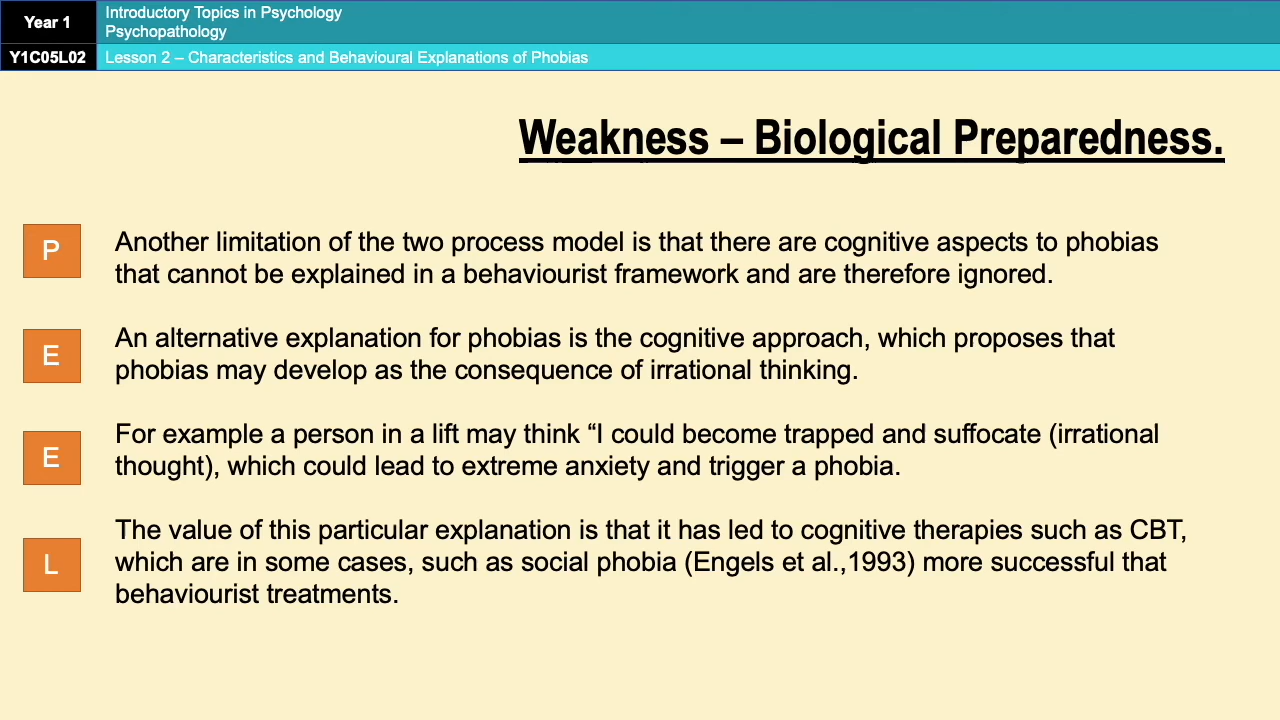 Year 1
Introductory Topics in Psychology
Psychopathology
Y1C05L02
Lesson 2 – Characteristics and Behavioural Explanations of Phobias
Weakness – Biological Preparedness.
P
Another limitation of the two process model is that there are cognitive aspects to phobias
that cannot be explained in a behaviourist framework and are therefore ignored.
E
An alternative explanation for phobias is the cognitive approach, which proposes that
phobias may develop as the consequence of irrational thinking.
E
For example a person in a lift may think “I could become trapped and suffocate (irrational
thought), which could lead to extreme anxiety and trigger a phobia.
L
The value of this particular explanation is that it has led to cognitive therapies such as CBT,
which are in some cases, such as social phobia (Engels et al.,1993) more successful that
behaviourist treatments.